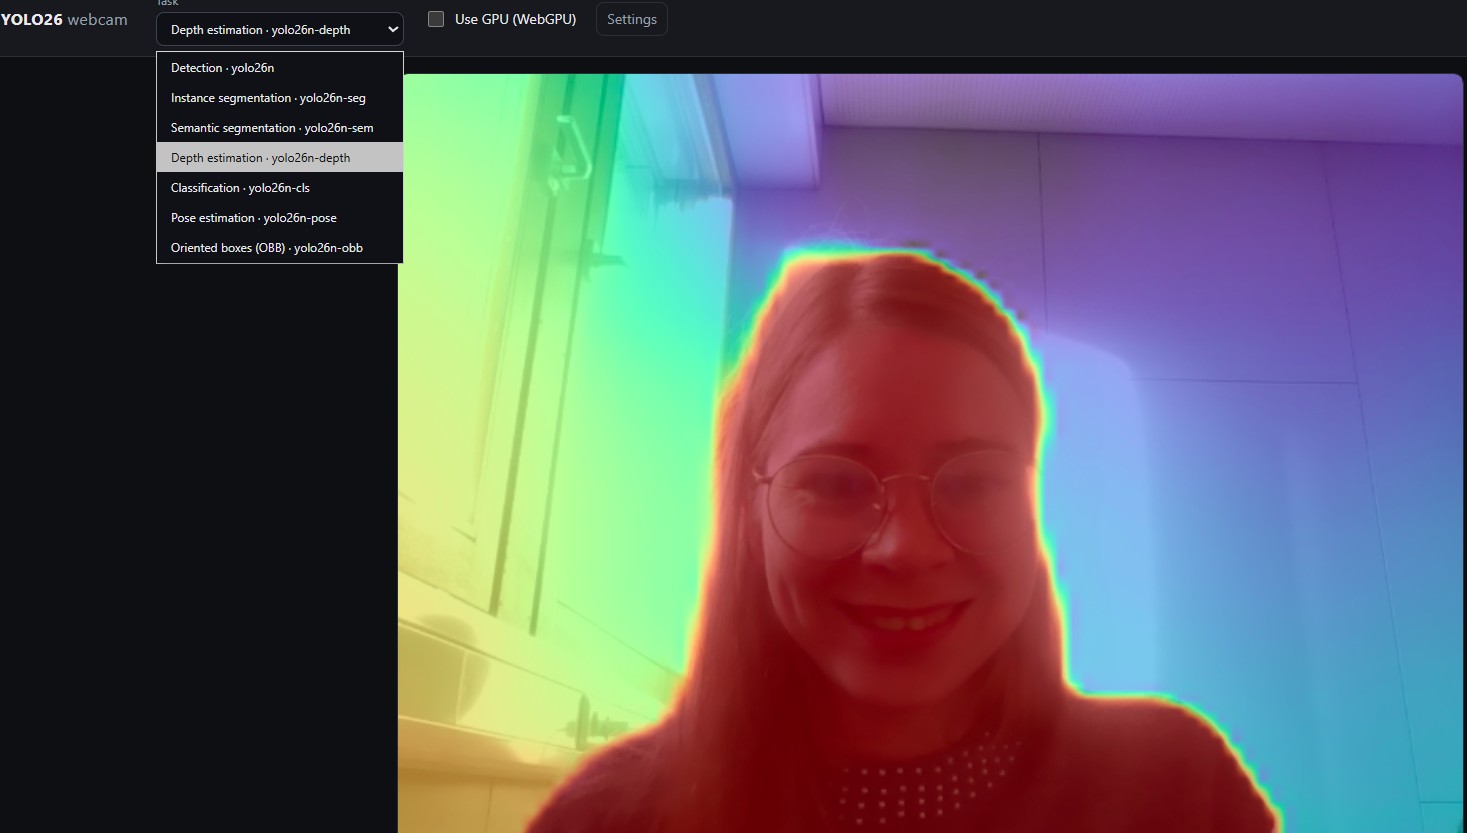 Task
YOLO26 webcam
Depth estimation · yolo26n-depth
Use GPU (WebGPU)
Settings
Detection · yolo26n
Instance segmentation · yolo26n-seg
Semantic segmentation · yolo26n-sem
Depth estimation · yolo26n-depth
Classification · yolo26n-cls
Pose estimation · yolo26n-pose
Oriented boxes (OBB) · yolo26n-obb